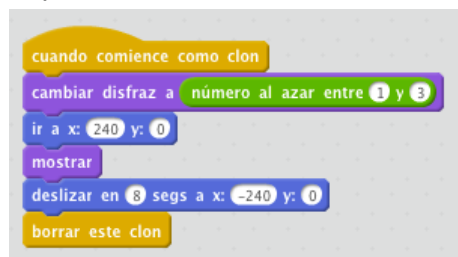 cuando comience como clon
cambiar disfraz a número al azar entre 1 y 3
ir a x: 240 y: 0
mostrar
deslizar en 8 segs a x: -240 y: 0
borrar este clon